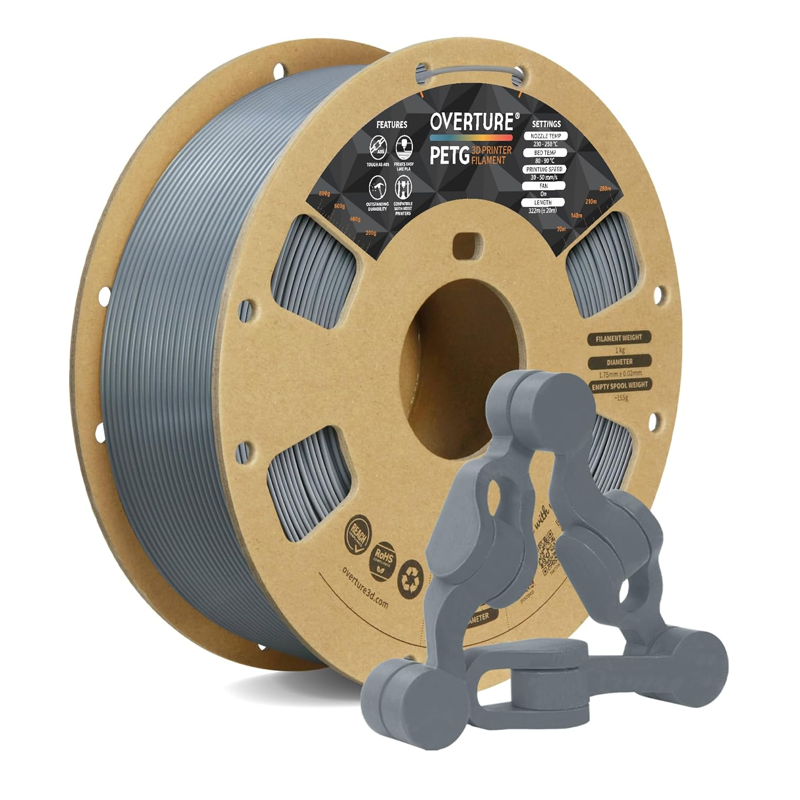 FEATURES
TOUGH AS ABS
PRINTS EASY
LIKE PLA
OUTSTANDING
DURABILITY
COMPATIBLE
WITH MOST
PRINTERS
OVERTURE®
PETG 3D PRINTER
FILAMENT
SETTINGS
NOZZLE TEMP
230 - 250 °C
BED TEMP
80 - 90 °C
PRINTING SPEED
30 - 50 mm/s
FAN
On
LENGTH
322m (± 20m)
800g
600g
400g
200g
280m
210m
140m
70m
FILAMENT WEIGHT
1 kg
DIAMETER
1.75mm ± 0.02mm
EMPTY SPOOL WEIGHT
~155g
REACH
RoHS
overture3d.com
with